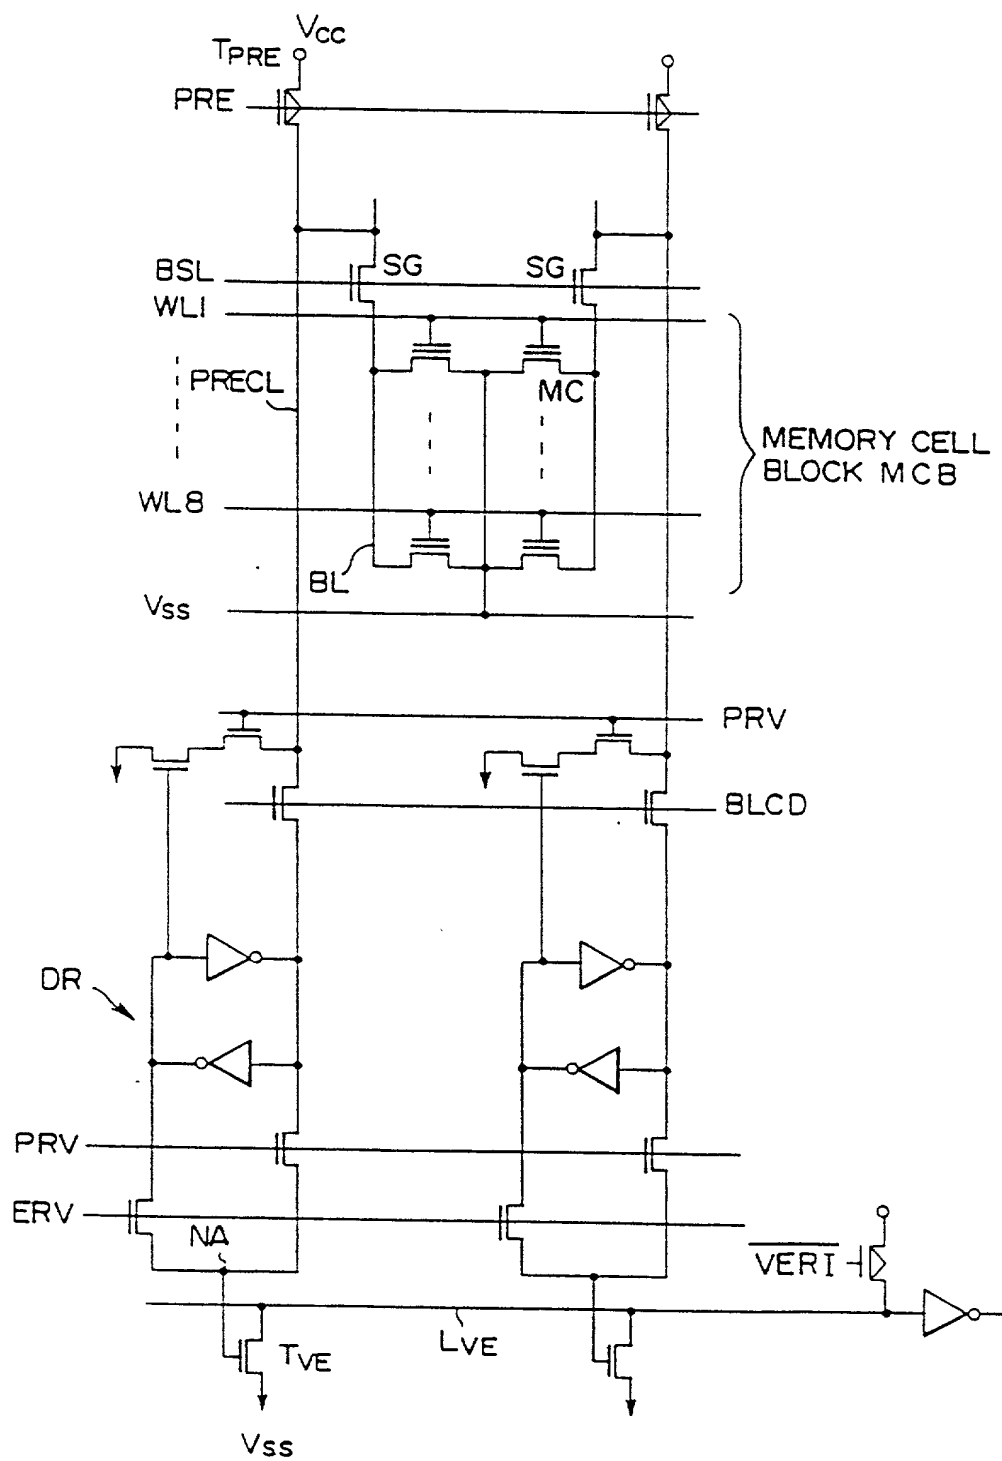 VCC
TPRE
PRE
BSL
SG
SG
WL1
PRECL
MC
MEMORY CELL
BLOCK MCB
WL8
BL
VSS
PRV
BLCD
DR
PRV
ERV
NA
VERI
LVE
TVE
VSS